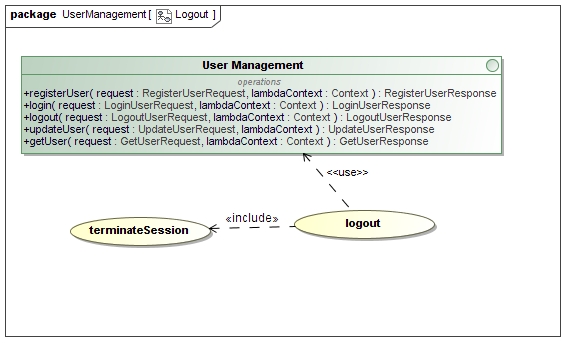 package UserManagement [ Logout ]
User Management
operations
+registerUser( request : RegisterUserRequest, lambdaContext : Context ) : RegisterUserResponse
+login( request : LoginUserRequest, lambdaContext : Context ) : LoginUserResponse
+logout( request : LogoutUserRequest, lambdaContext : Context ) : LogoutUserResponse
+updateUser( request : UpdateUserRequest, lambdaContext : Context ) : UpdateUserResponse
+getUser( request : GetUserRequest, lambdaContext : Context ) : GetUserResponse
<<use>>
«include»
logout
terminateSession